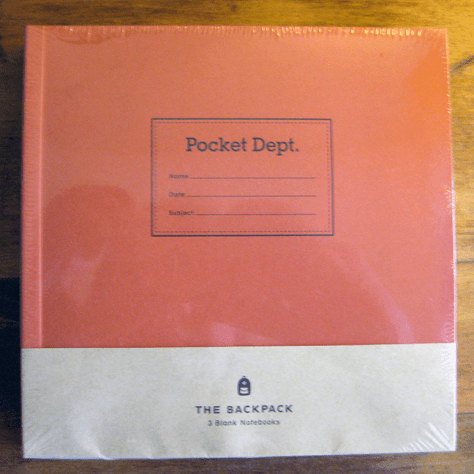 Pocket Dept.
Name
Date
Subject
THE BACKPACK
3 Blank Notebooks